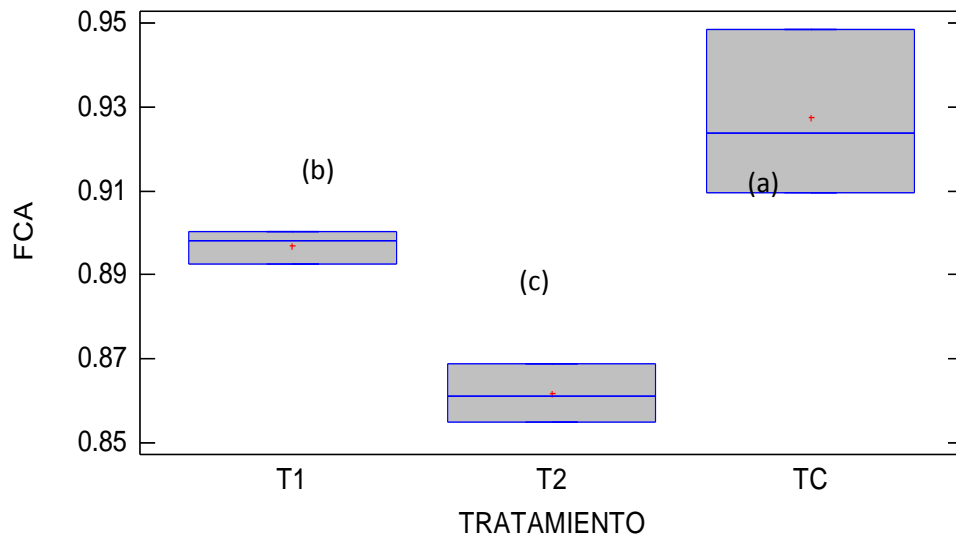 0.95
0.93
(b)
(a)
0.91
FCA
0.89
(c)
0.87
0.85
T1 T2 TC
TRATAMIENTO